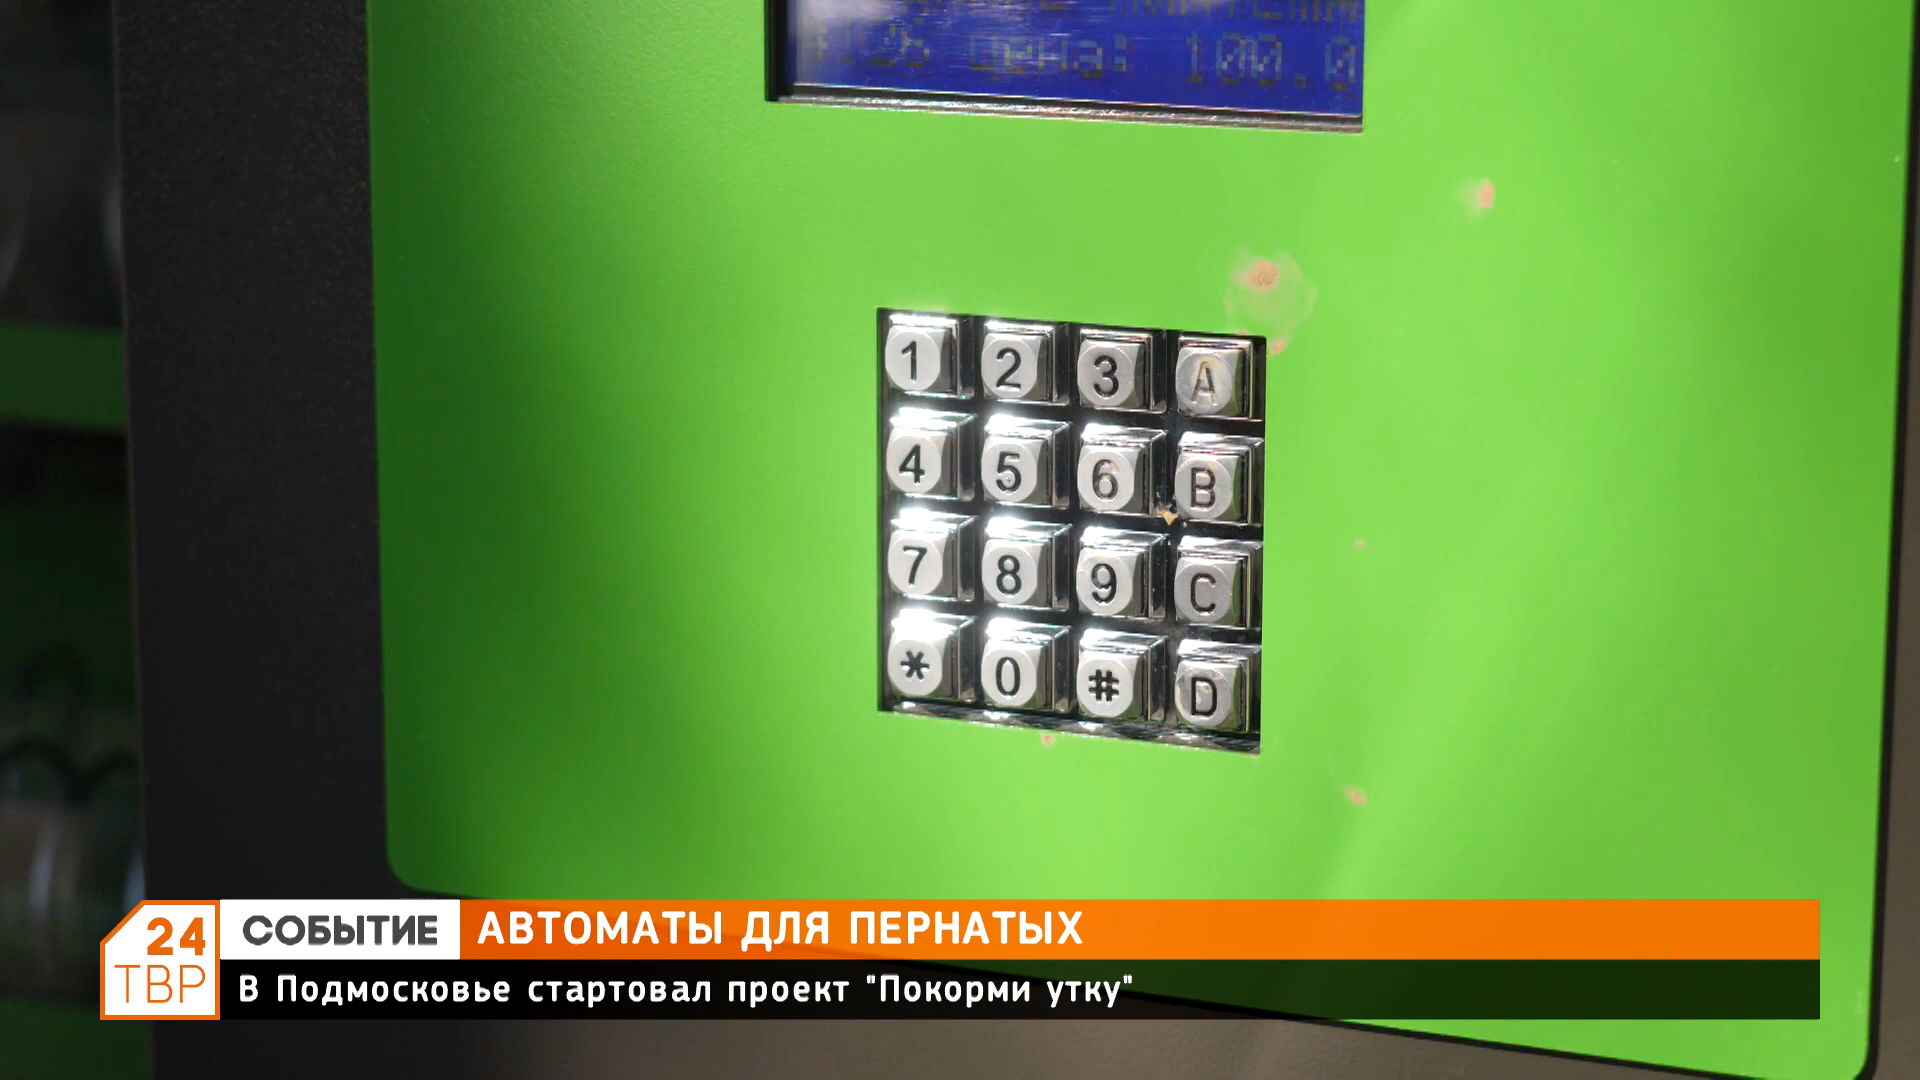 #126 Цена: 100.0
1 2 3 A
4 5 6 B
7 8 9 C
* 0 # D
24
ТВР
СОБЫТИЕ
АВТОМАТЫ ДЛЯ ПЕРНАТЫХ
В Подмосковье стартовал проект "Покорми утку"